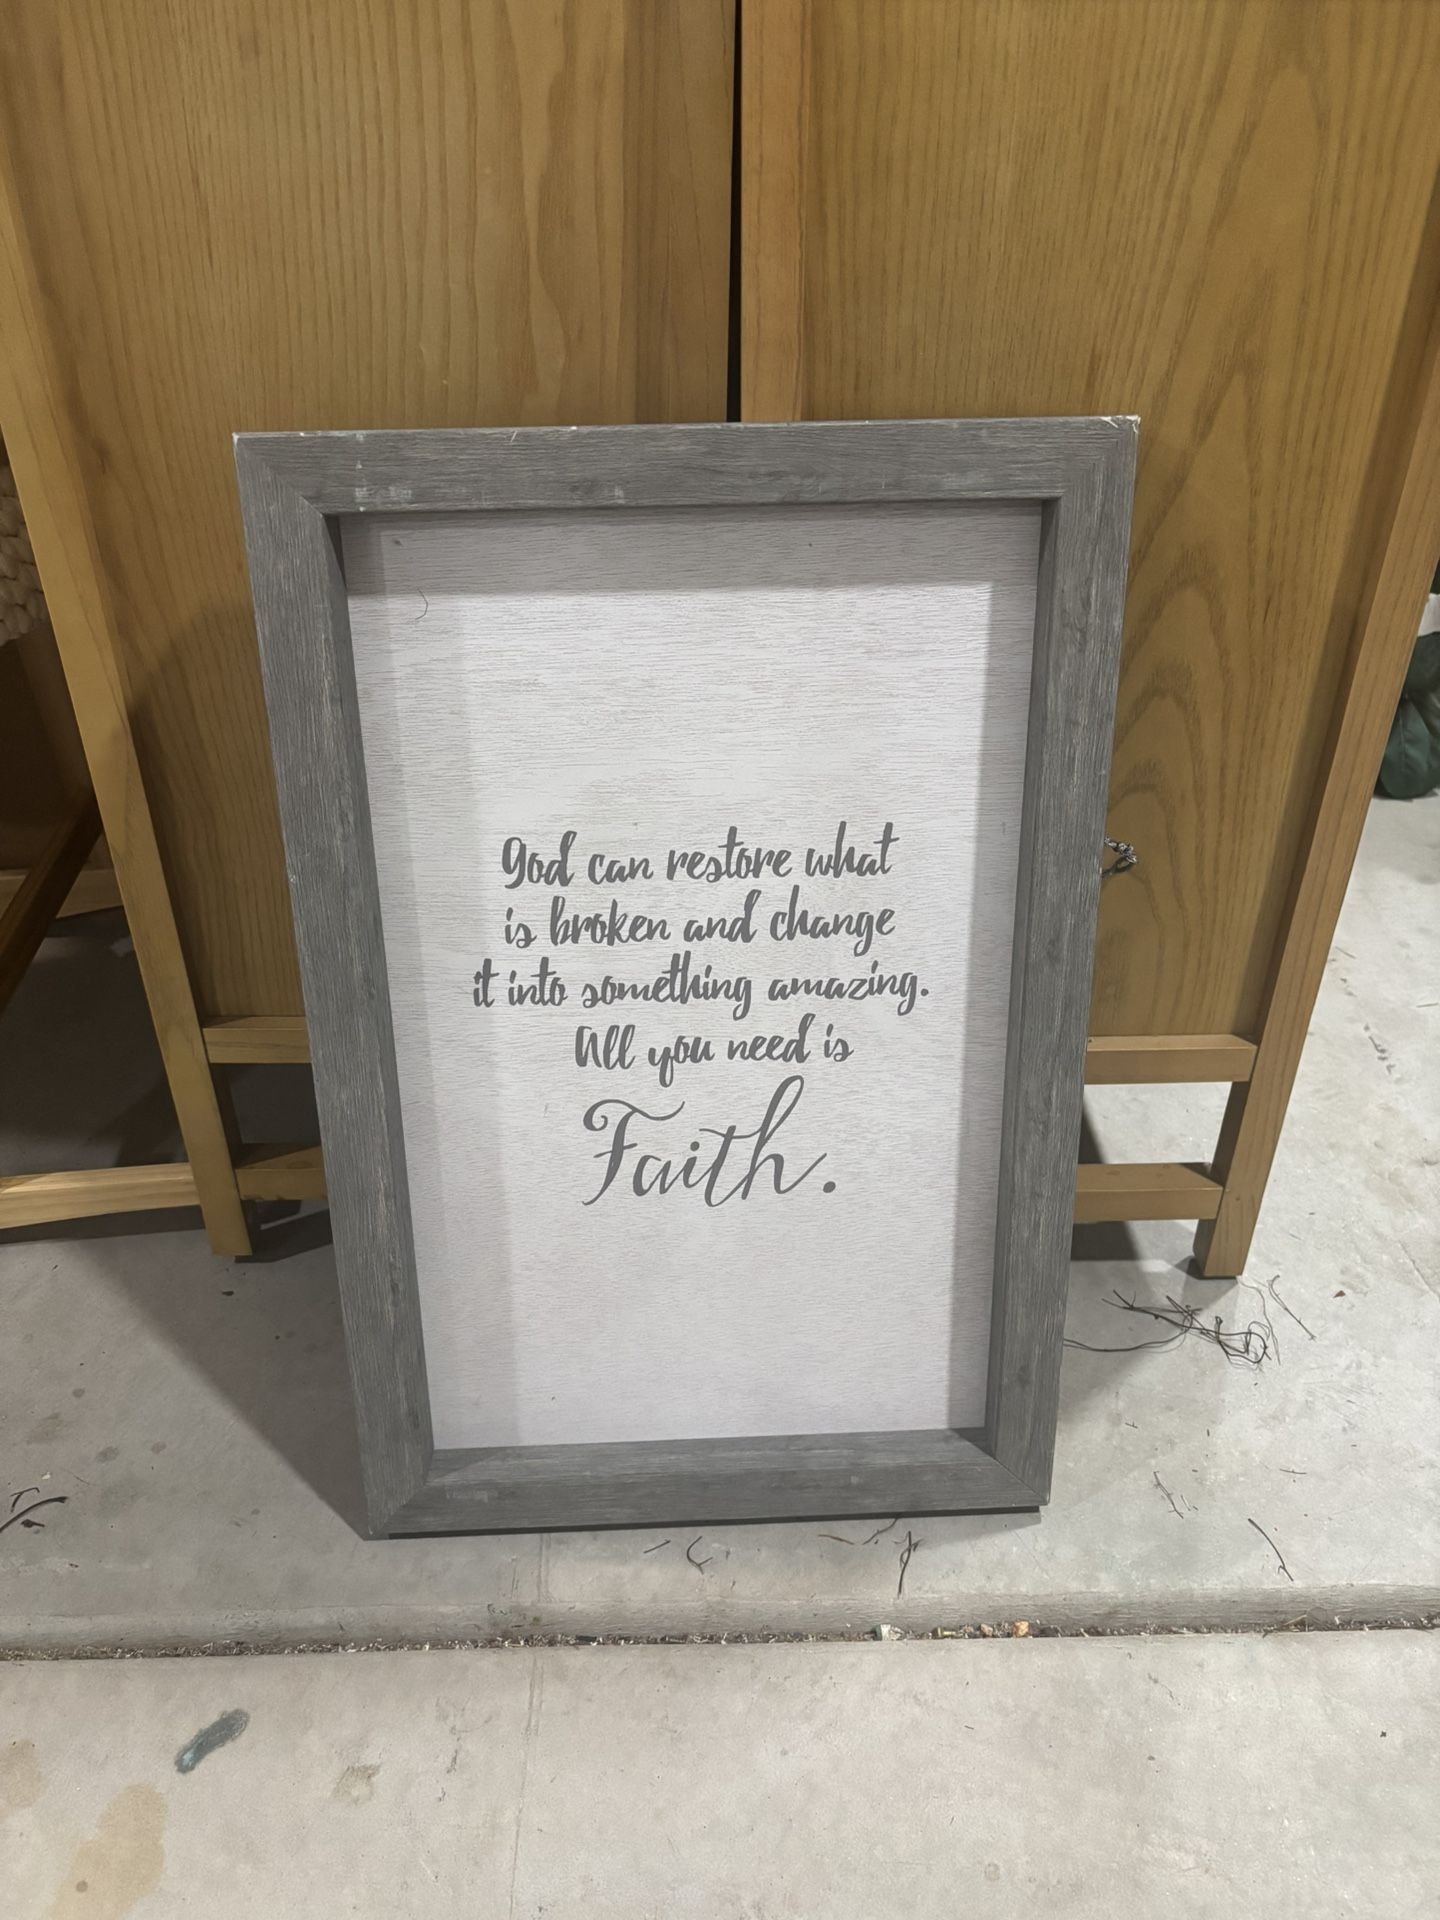 God can restore what
is broken and change
it into something amazing.
All you need is
Faith.